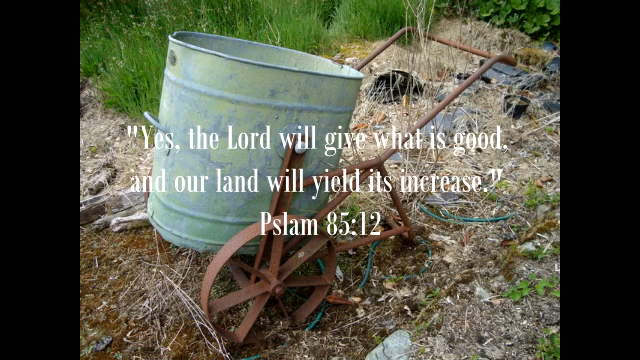 "Yes, the Lord will give what is good,
and our land will yield its increase."
Pslam 85:12